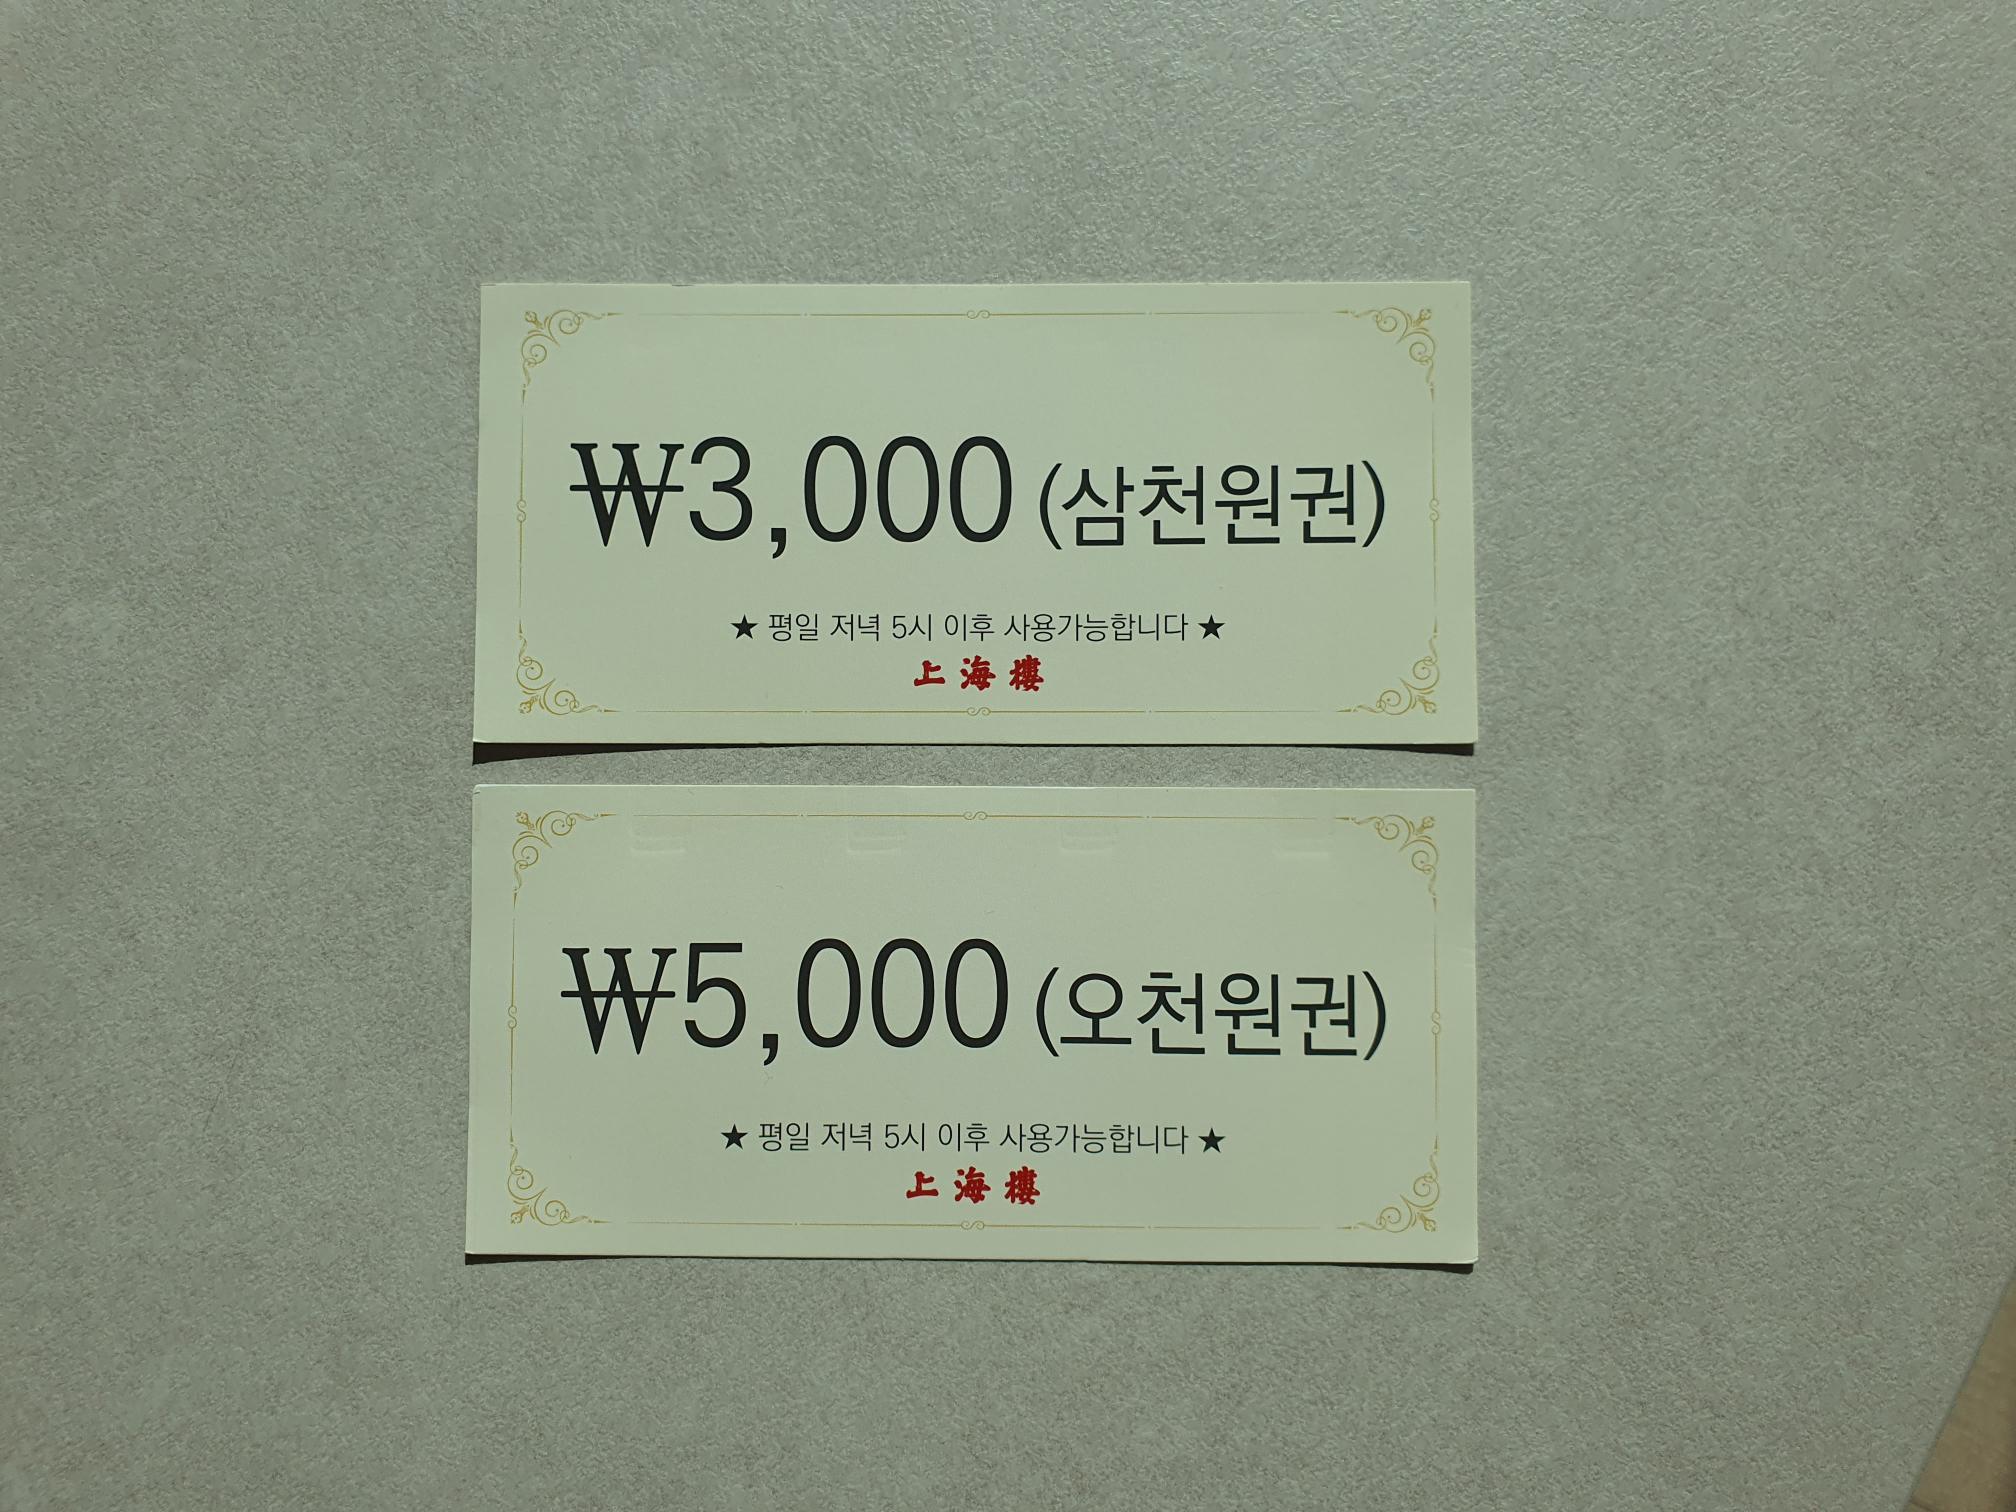 ₩3,000 (삼천원권)
★ 평일 저녁 5시 이후 사용가능합니다 ★
上海樓
₩5,000 (오천원권)
★ 평일 저녁 5시 이후 사용가능합니다 ★
上海樓